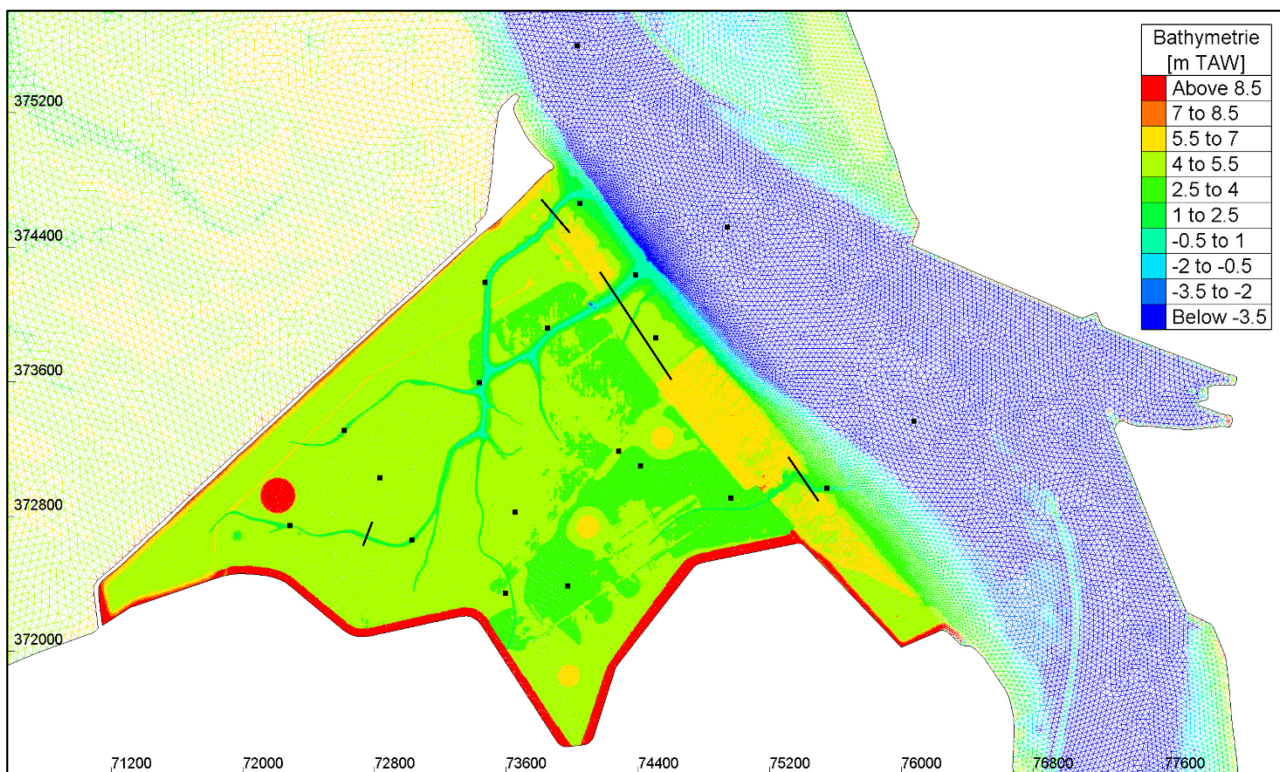 Bathymetrie
[m TAW]
Above 8.5
7 to 8.5
5.5 to 7
4 to 5.5
2.5 to 4
1 to 2.5
-0.5 to 1
-2 to -0.5
-3.5 to -2
Below -3.5
375200
374400
373600
372800
372000
71200
72000
72800
73600
74400
75200
76000
76800
77600